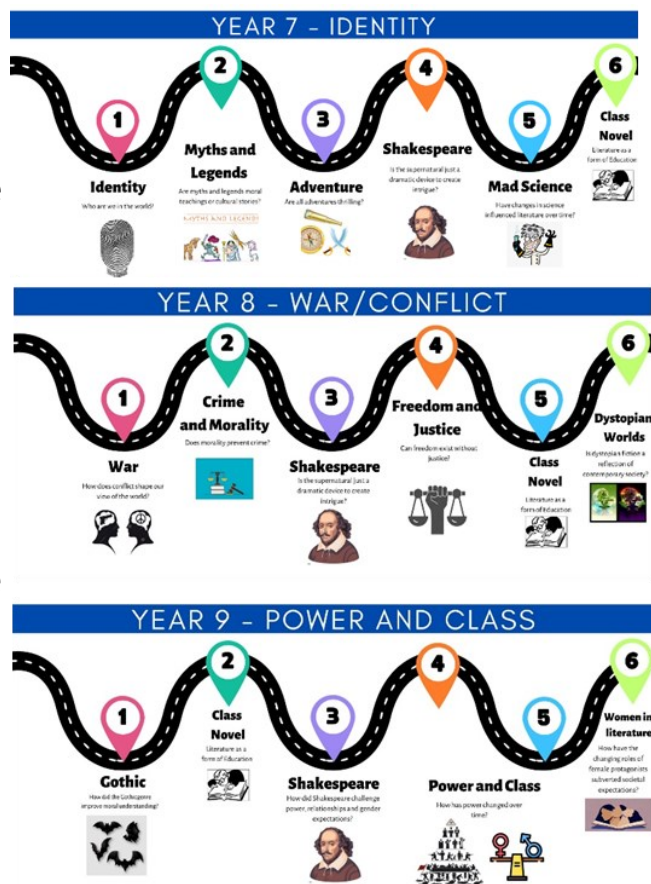 YEAR 7 - IDENTITY
1
Identity
Who are we in the world?
2
Myths and
Legends
Are myths and legends moral
teachings or cultural stories?
MYTHS AND LEGENDS
3
Adventure
Are all adventures thrilling?
4
Shakespeare
Is the supernatural just a
dramatic device to create
intrigue?
5
Mad Science
Have changes in science
influenced literature over time?
6
Class
Novel
Literature as a
form of Education
YEAR 8 - WAR/CONFLICT
1
War
How does conflict shape our
view of the world?
2
Crime
and Morality
Does morality prevent crime?
3
Shakespeare
Is the supernatural just a
dramatic device to create
intrigue?
4
Freedom and
Justice
Can freedom exist without
justice?
5
Class
Novel
Literature as a
form of Education
6
Dystopian
Worlds
Is dystopian fiction a
reflection of
contemporary society?
YEAR 9 - POWER AND CLASS
1
Gothic
How did the Gothic genre
improve moral understanding?
2
Class
Novel
Literature as a
form of Education
3
Shakespeare
How did Shakespeare challenge
power, relationships and gender
expectations?
4
Power and Class
How has power changed over
time?
5
6
Women in
literature
How have the
changing roles of
female protagonists
subverted societal
expectations?